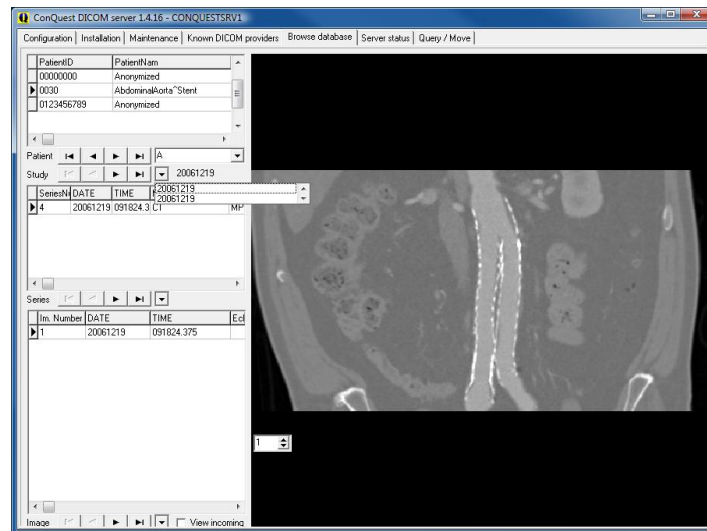 ConQuest DICOM server 1.4.16 - CONQUESTSRV1
Configuration Installation Maintenance Known DICOM providers Browse database Server status Query / Move
PatientID PatientNam
00000000 Anonymized
0030 AbdominalAorta^Stent
0123456789 Anonymized
Patient A
Study 20061219
20061219
20061219
DATE TIME
4 20061219 091824.3 CT MP
Series
Im. Number DATE TIME
1 20061219 091824.375
1
Image View incoming